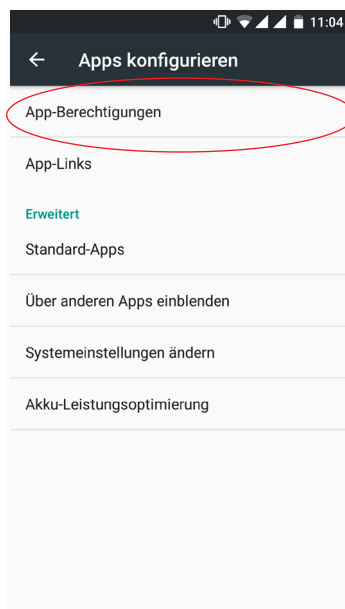 11:04
Apps konfigurieren
App-Berechtigungen
App-Links
Erweitert
Standard-Apps
Über anderen Apps einblenden
Systemeinstellungen ändern
Akku-Leistungsoptimierung